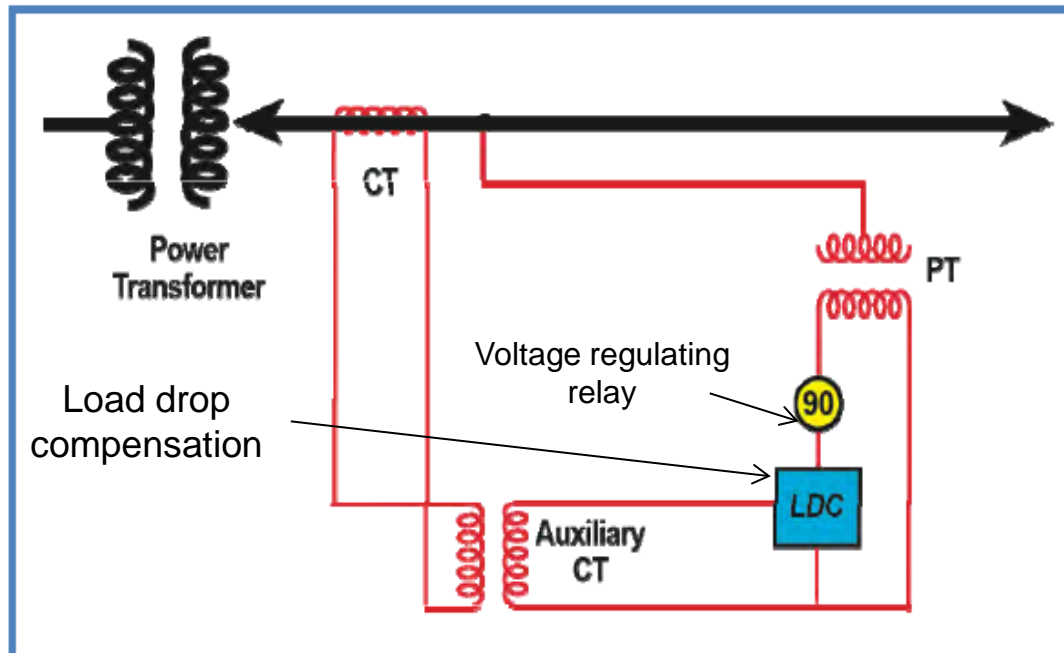 CT
Power
Transformer
PT
Voltage regulating
relay
90
Load drop
compensation
LDC
Auxiliary
CT